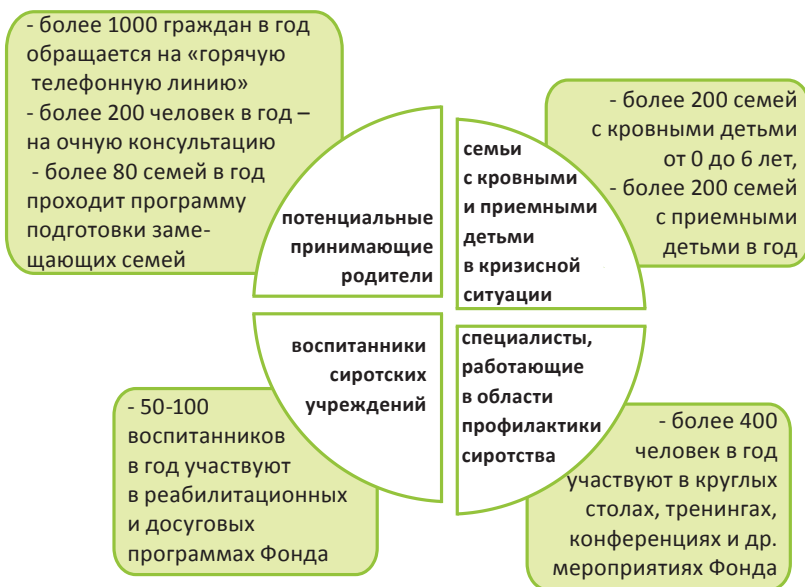 - более 1000 граждан в год
обращается на «горячую
телефонную линию»
- более 200 человек в год –
на очную консультацию
- более 80 семей в год
проходит программу
подготовки заме-
щающих семей
потенциальные
принимающие
родители
- более 200 семей
с кровными детьми
от 0 до 6 лет,
- более 200 семей
с приемными
детьми в год
семьи
с кровными
и приемными
детьми
в кризисной
ситуации
воспитанники
сиротских
учреждений
- 50-100
воспитанников
в год участвуют
в реабилитационных
и досуговых
программах Фонда
специалисты,
работающие
в области
профилактики
сиротства
- более 400
человек в год
участвуют в круглых
столах, тренингах,
конференциях и др.
мероприятиях Фонда